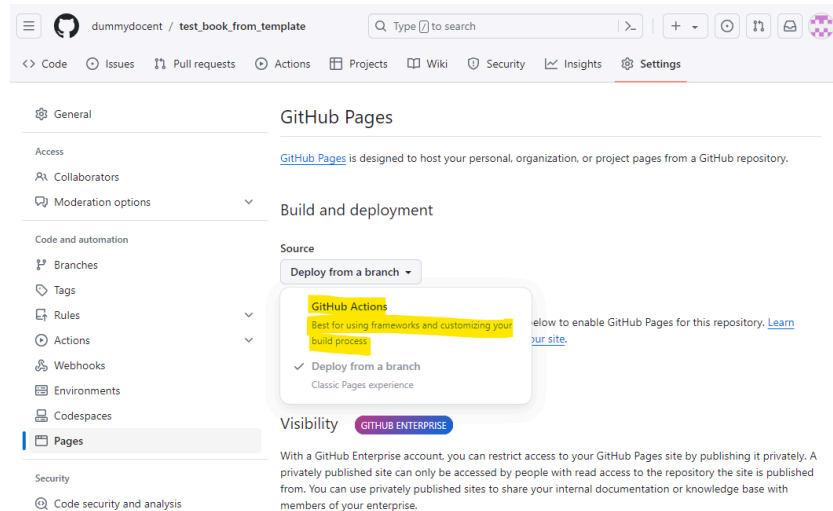 dummydocent / test_book_from_template
Type / to search
<> Code Issues Pull requests Actions Projects Wiki Security Insights Settings
General
Access
Collaborators
Moderation options
Code and automation
Branches
Tags
Rules
Actions
Webhooks
Environments
Codespaces
Pages
Security
Code security and analysis
GitHub Pages
GitHub Pages is designed to host your personal, organization, or project pages from a GitHub repository.
Build and deployment
Source
Deploy from a branch
GitHub Actions
Best for using frameworks and customizing your
build process
Deploy from a branch
Classic Pages experience
below to enable GitHub Pages for this repository. Learn
our site.
Visibility GITHUB ENTERPRISE
With a GitHub Enterprise account, you can restrict access to your GitHub Pages site by publishing it privately. A
privately published site can only be accessed by people with read access to the repository the site is published
from. You can use privately published sites to share your internal documentation or knowledge base with
members of your enterprise.